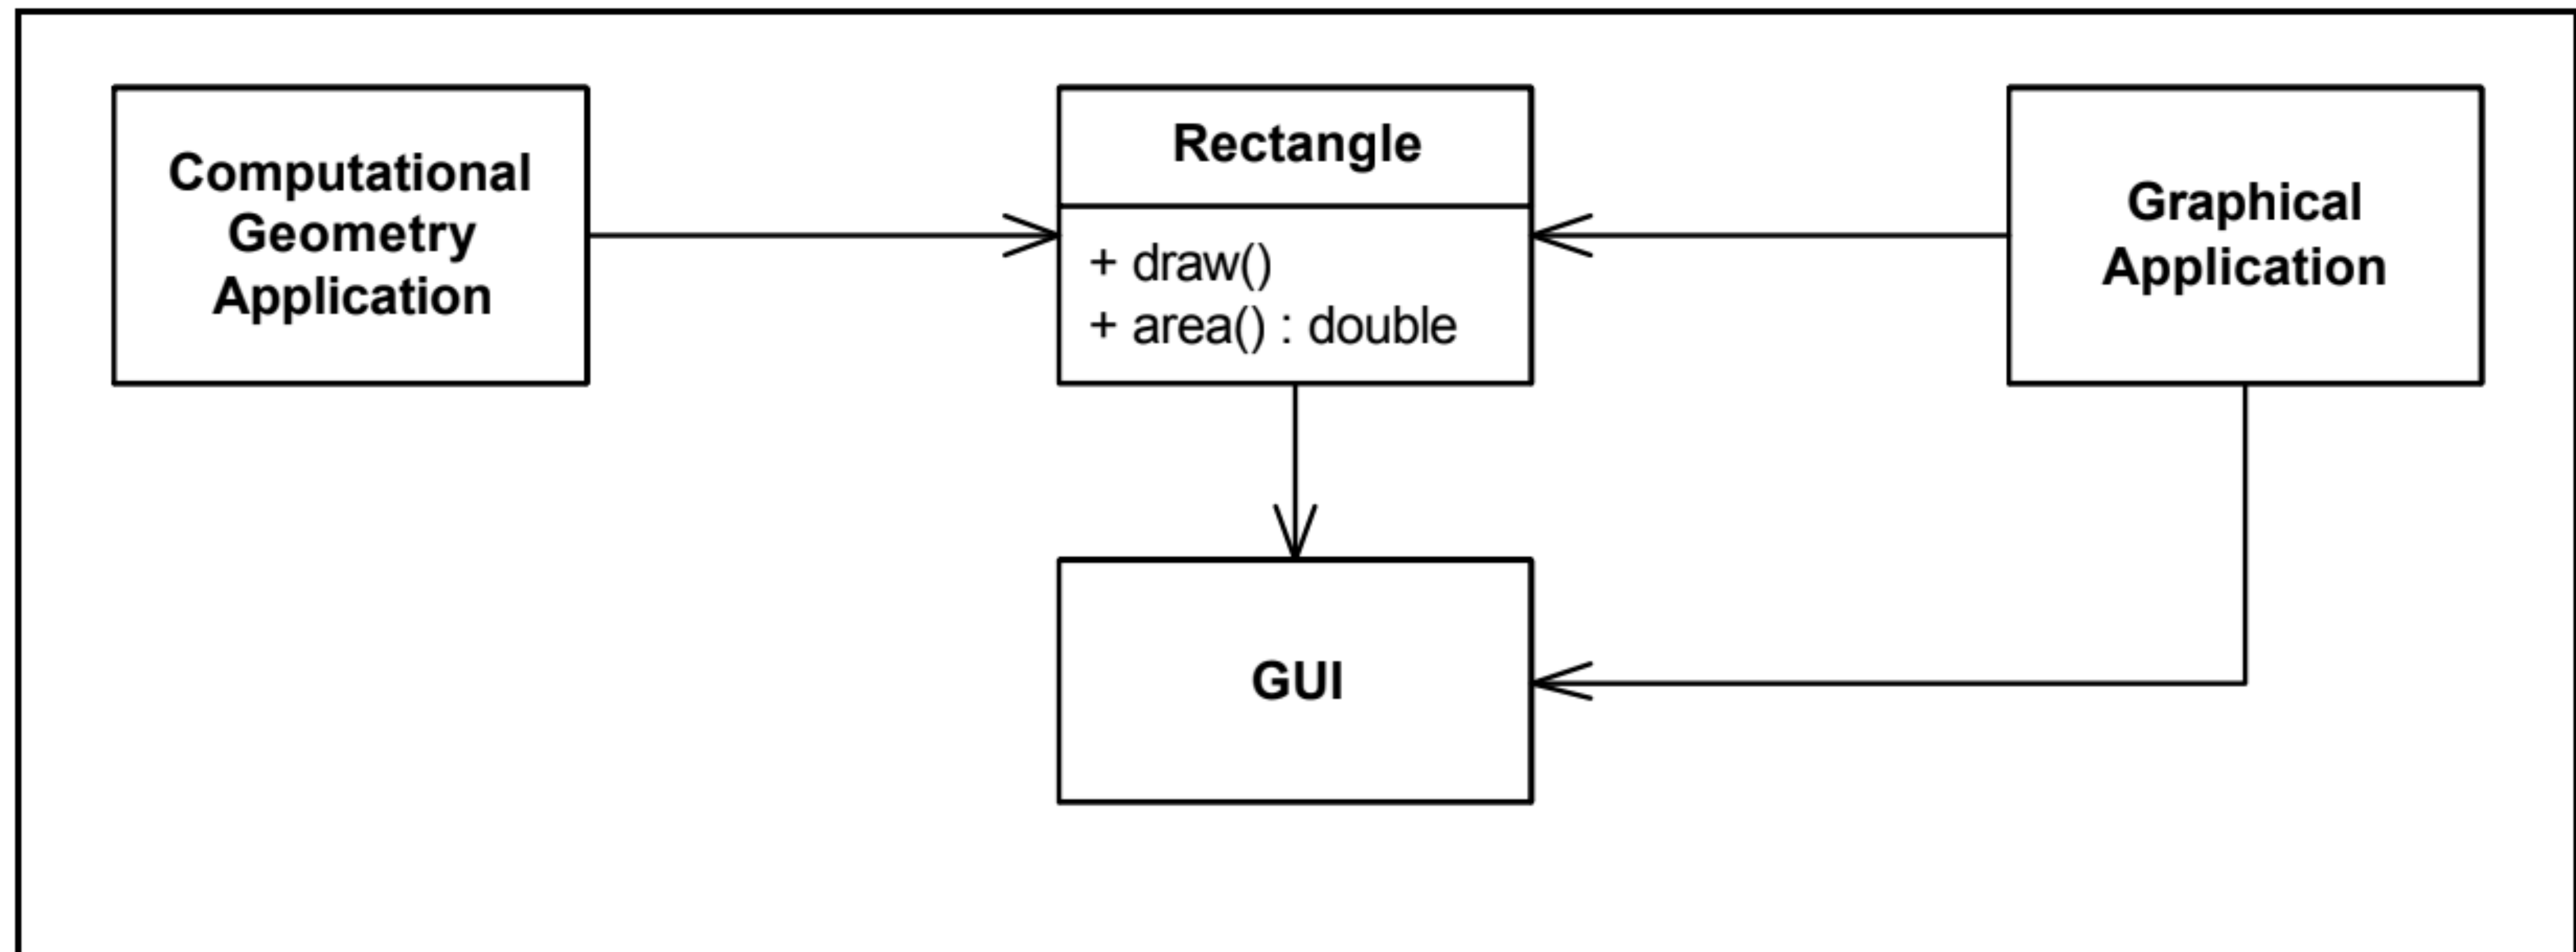 Computational
Geometry
Application
Rectangle
+ draw()
+ area() : double
Graphical
Application
GUI